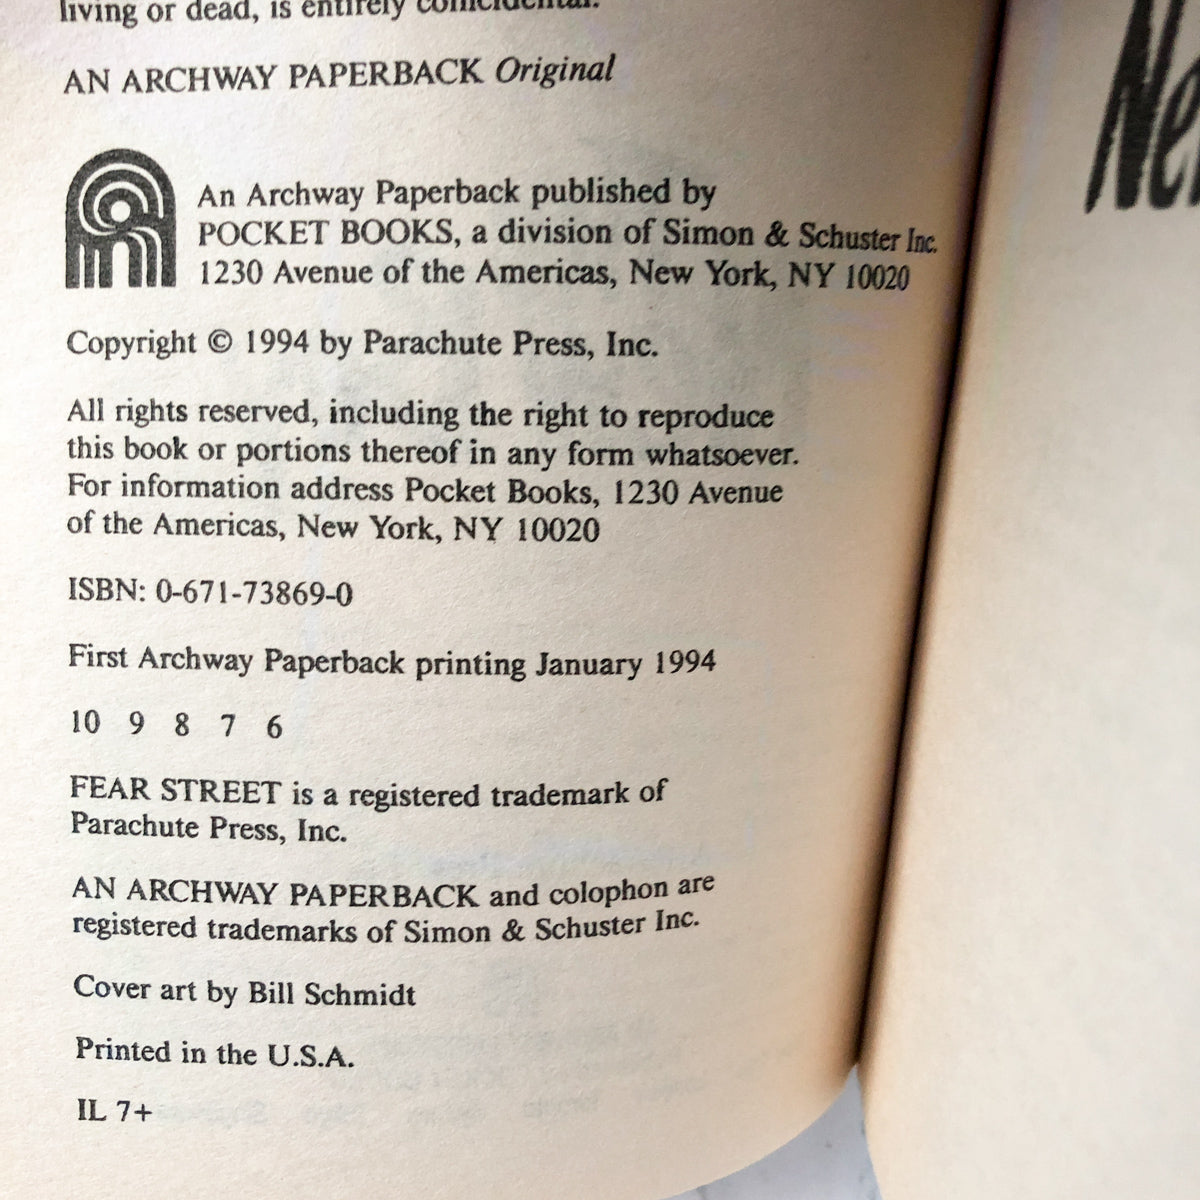 living or dead, is entirely coincidental.
AN ARCHWAY PAPERBACK Original
An Archway Paperback published by
POCKET BOOKS, a division of Simon & Schuster Inc.
1230 Avenue of the Americas, New York, NY 10020
Copyright © 1994 by Parachute Press, Inc.
All rights reserved, including the right to reproduce
this book or portions thereof in any form whatsoever.
For information address Pocket Books, 1230 Avenue
of the Americas, New York, NY 10020
ISBN: 0-671-73869-0
First Archway Paperback printing January 1994
10 9 8 7 6
FEAR STREET is a registered trademark of
Parachute Press, Inc.
AN ARCHWAY PAPERBACK and colophon are
registered trademarks of Simon & Schuster Inc.
Cover art by Bill Schmidt
Printed in the U.S.A.
IL 7+